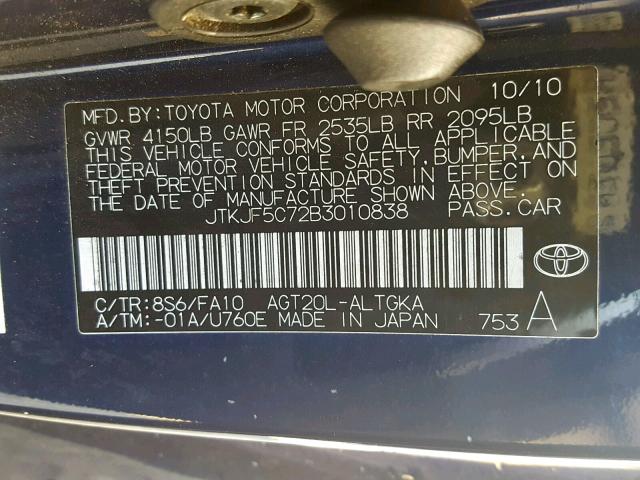 MFD. BY: TOYOTA MOTOR CORPORATION 10/10
GVWR 4150LB GAWR FR 2535LB RR 2095LB
THIS VEHICLE CONFORMS TO ALL APPLICABLE
FEDERAL MOTOR VEHICLE SAFETY, BUMPER, AND
THEFT PREVENTION STANDARDS IN EFFECT ON
THE DATE OF MANUFACTURE SHOWN ABOVE.
JTKJF5C72B3010838 PASS. CAR
C/TR: 8S6/FA10 AGT20L-ALTGKA
A/TM: -01A/U760E MADE IN JAPAN 753 A